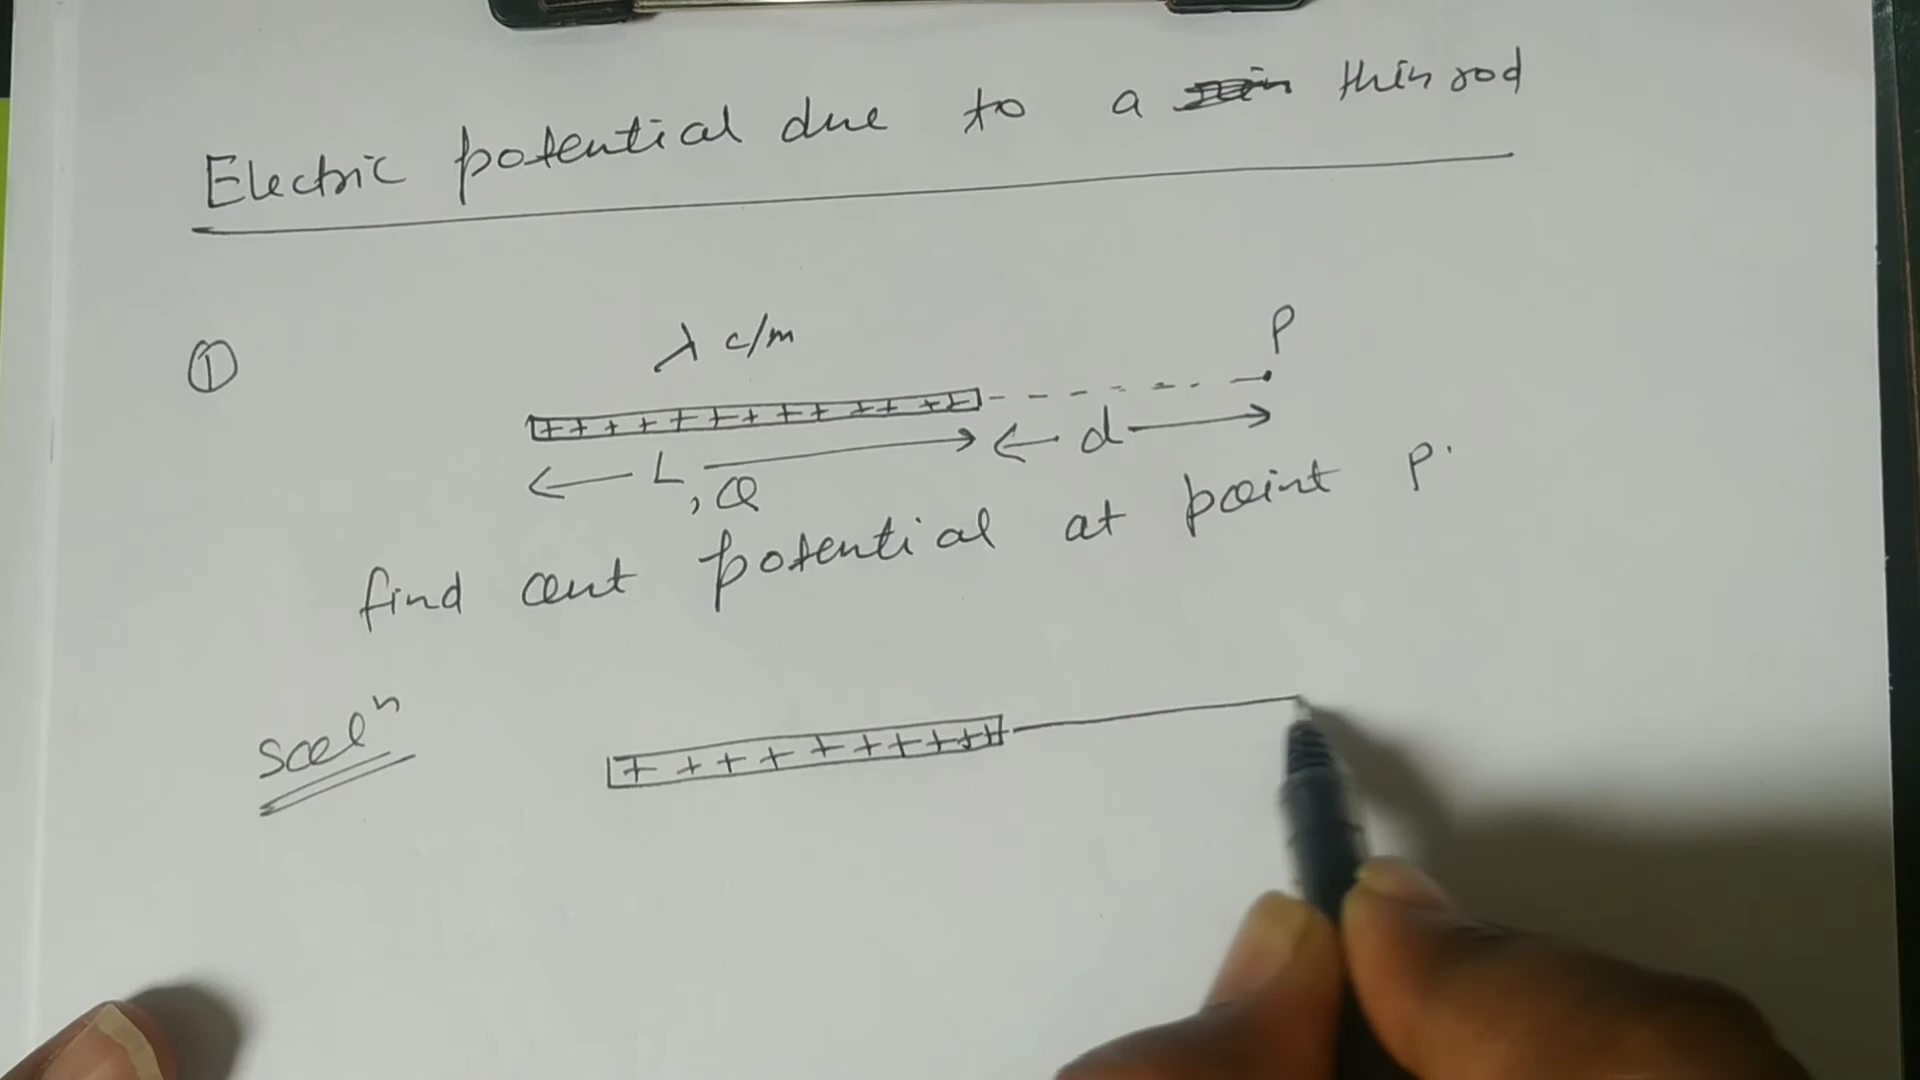 Electric potential due to a thin rod
①
λ c/m
P
L, Q
d
find out potential at point P.
Solⁿ